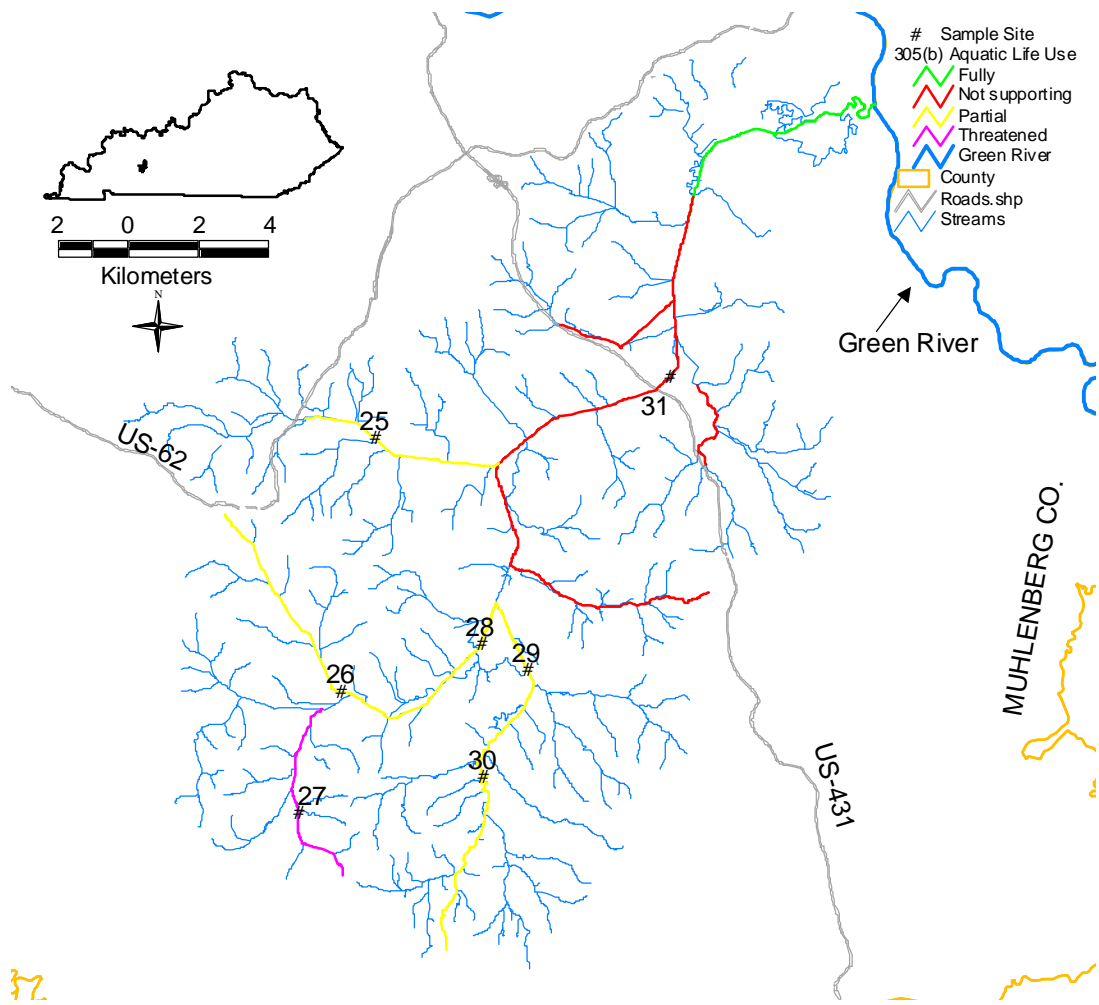 # Sample Site
305(b) Aquatic Life Use
Fully
Not supporting
Partial
Threatened
Green River
County
Roads.shp
Streams
2 0 2 4
Kilometers
N
Green River
31
25
US-62
MUHLENBERG CO.
28
29
26
30
27
US-431